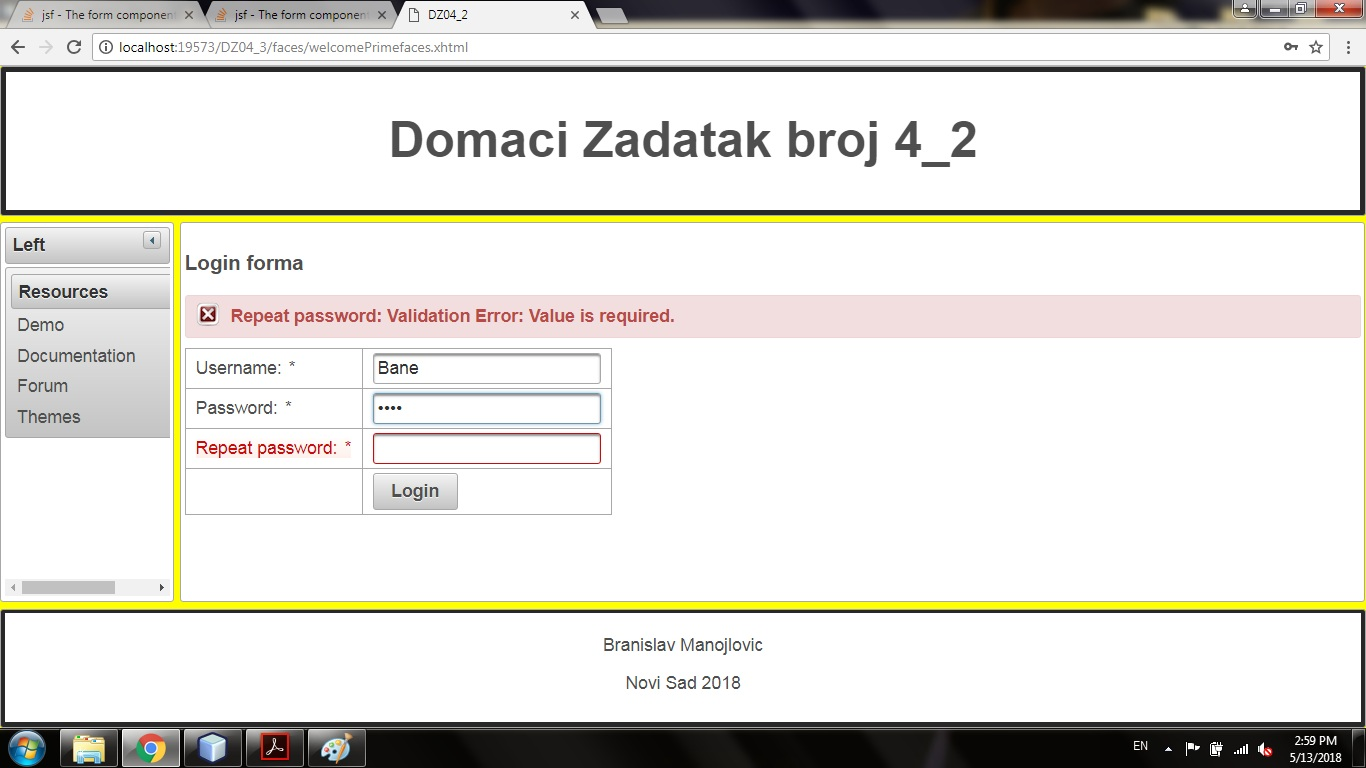 jsf - The form component
jsf - The form component
DZ04_2
localhost:19573/DZ04_3/faces/welcomePrimefaces.xhtml
Domaci Zadatak broj 4_2
Left
Resources
Demo
Documentation
Forum
Themes
Login forma
Repeat password: Validation Error: Value is required.
Username: * Bane
Password: * ••••
Repeat password: *
Login
Branislav Manojlovic
Novi Sad 2018
EN
2:59 PM
5/13/2018